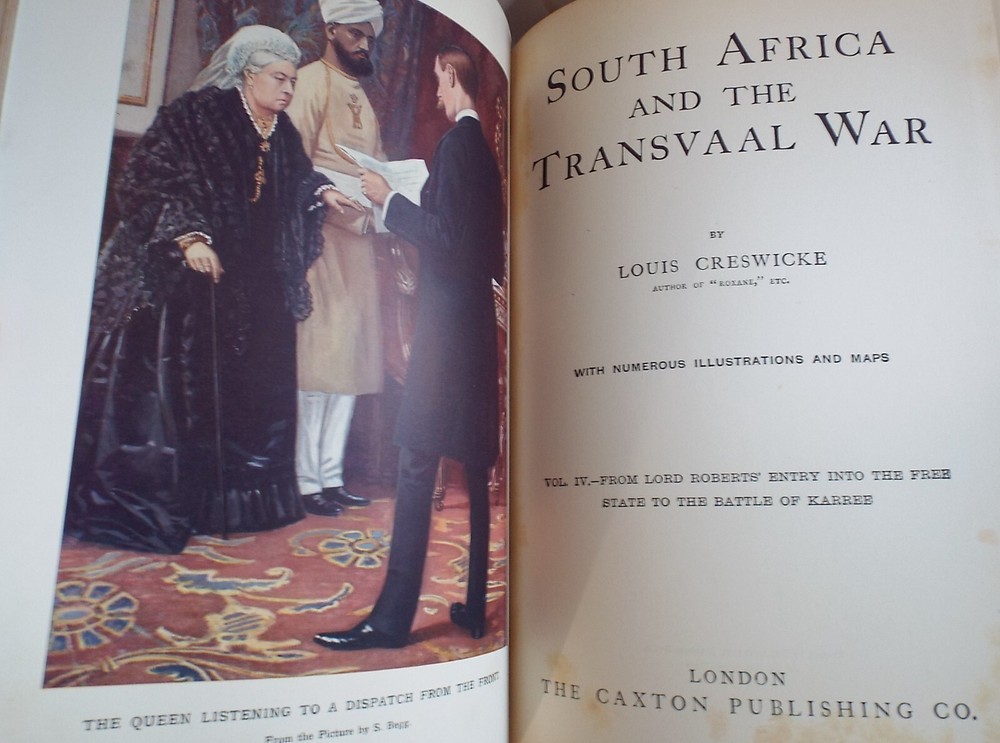 THE QUEEN LISTENING TO A DISPATCH FROM THE FRONT
From the Picture by S. Begg.
SOUTH AFRICA
AND THE
TRANSVAAL WAR
BY
LOUIS CRESWICKE
AUTHOR OF "ROXANE," ETC.
WITH NUMEROUS ILLUSTRATIONS AND MAPS
VOL. IV.—FROM LORD ROBERTS' ENTRY INTO THE FREE
STATE TO THE BATTLE OF KARREE
LONDON
THE CAXTON PUBLISHING CO.